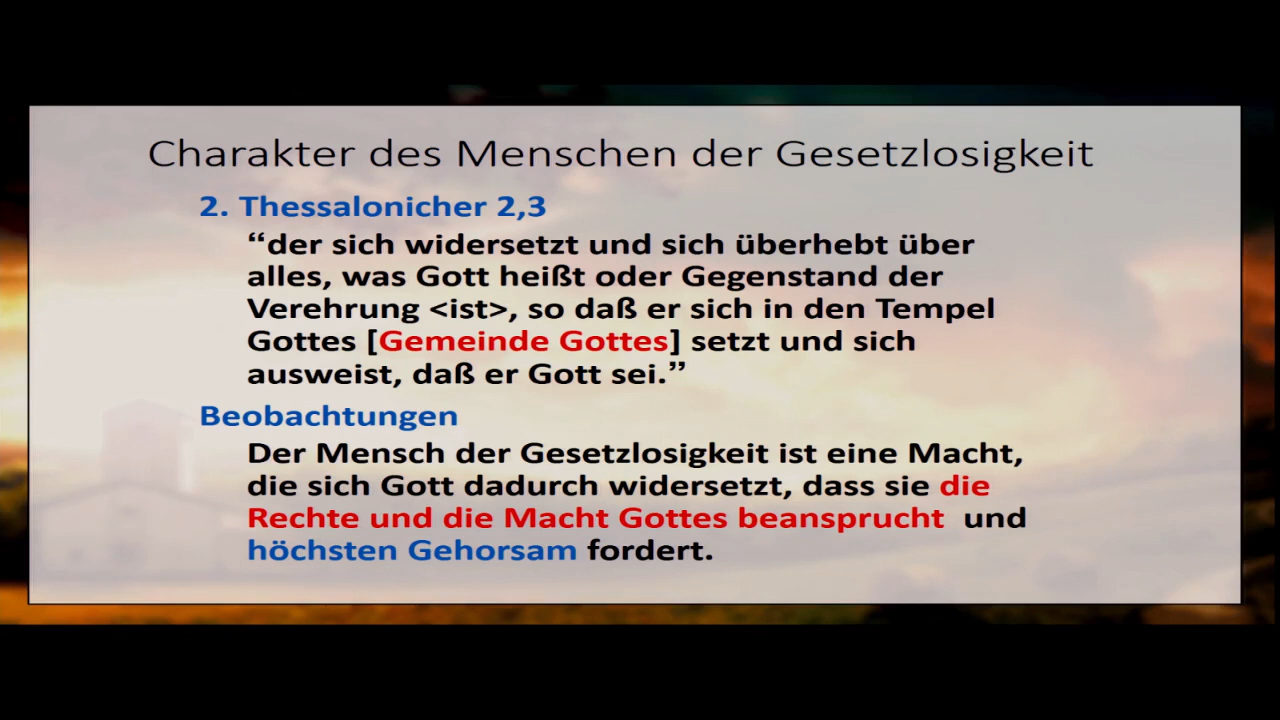 Charakter des Menschen der Gesetzlosigkeit
2. Thessalonicher 2,3
“der sich widersetzt und sich überhebt über
alles, was Gott heißt oder Gegenstand der
Verehrung <ist>, so daß er sich in den Tempel
Gottes [Gemeinde Gottes] setzt und sich
ausweist, daß er Gott sei.”
Beobachtungen
Der Mensch der Gesetzlosigkeit ist eine Macht,
die sich Gott dadurch widersetzt, dass sie die
Rechte und die Macht Gottes beansprucht und
höchsten Gehorsam fordert.